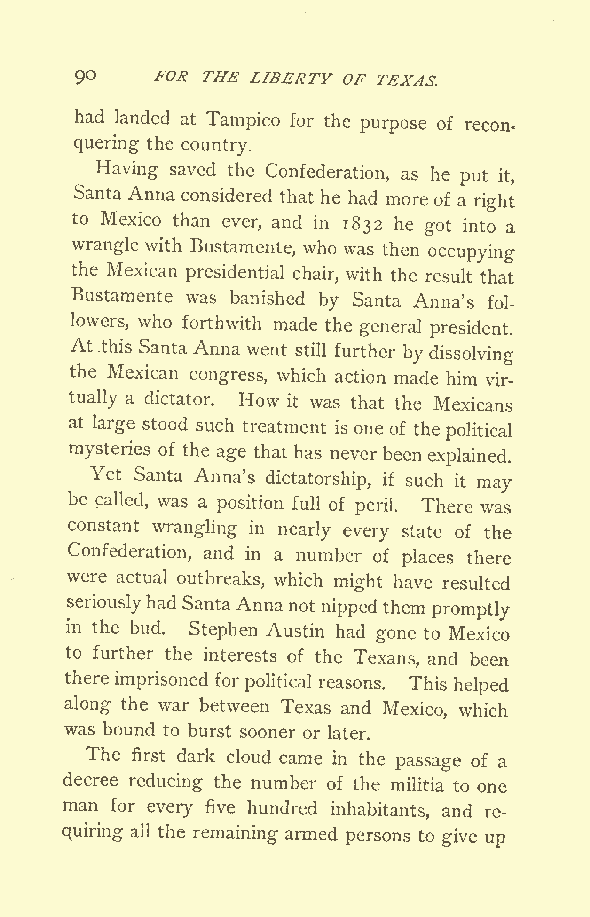 90 FOR THE LIBERTY OF TEXAS.
had landed at Tampico for the purpose of recon-
quering the country.
Having saved the Confederation, as he put it,
Santa Anna considered that he had more of a right
to Mexico than ever, and in 1832 he got into a
wrangle with Bustamente, who was then occupying
the Mexican presidential chair, with the result that
Bustamente was banished by Santa Anna's fol-
lowers, who forthwith made the general president.
At this Santa Anna went still further by dissolving
the Mexican congress, which action made him vir-
tually a dictator. How it was that the Mexicans
at large stood such treatment is one of the political
mysteries of the age that has never been explained.
Yet Santa Anna's dictatorship, if such it may
be called, was a position full of peril. There was
constant wrangling in nearly every state of the
Confederation, and in a number of places there
were actual outbreaks, which might have resulted
seriously had Santa Anna not nipped them promptly
in the bud. Stephen Austin had gone to Mexico
to further the interests of the Texans, and been
there imprisoned for political reasons. This helped
along the war between Texas and Mexico, which
was bound to burst sooner or later.
The first dark cloud came in the passage of a
decree reducing the number of the militia to one
man for every five hundred inhabitants, and re-
quiring all the remaining armed persons to give up